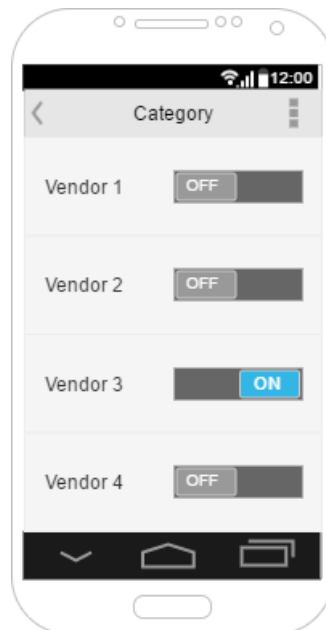 12:00
Category
Vendor 1 OFF
Vendor 2 OFF
Vendor 3 ON
Vendor 4 OFF